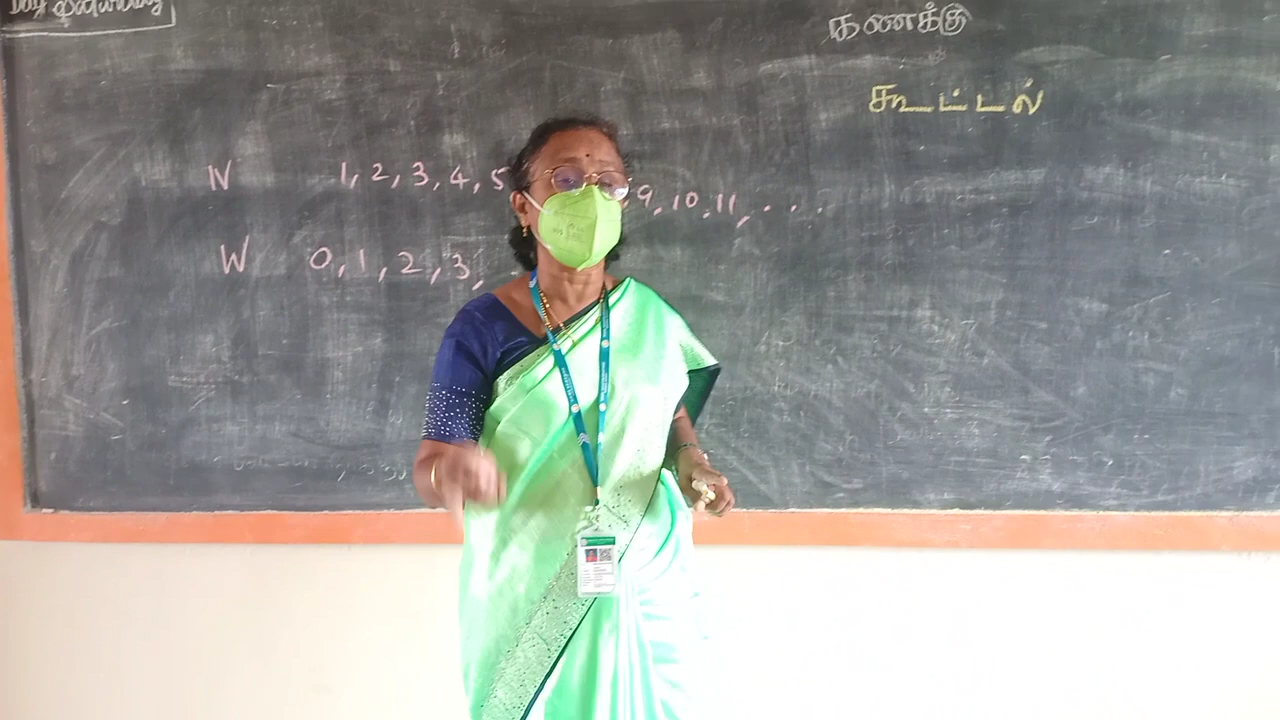 கணக்கு
கூட்டல்
N 1, 2, 3, 4, 5 9, 10, 11, . . .
W 0, 1, 2, 3,